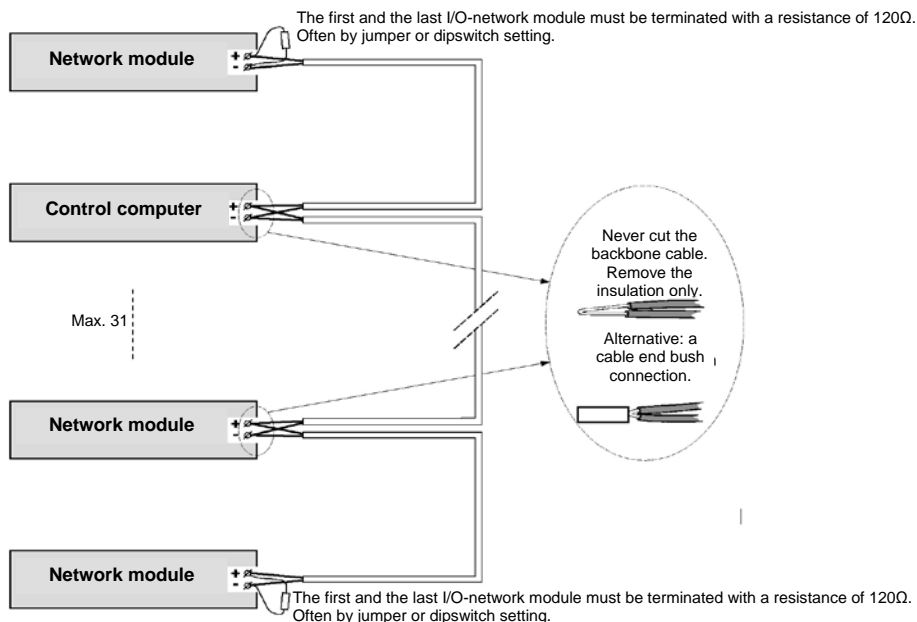 The first and the last I/O-network module must be terminated with a resistance of 120Ω.
Often by jumper or dipswitch setting.
Network module
+
-
Control computer
+
-
Never cut the
backbone cable.
Remove the
insulation only.
Max. 31
Alternative: a
cable end bush
connection.
Network module
+
-
Network module
+
-
The first and the last I/O-network module must be terminated with a resistance of 120Ω.
Often by jumper or dipswitch setting.